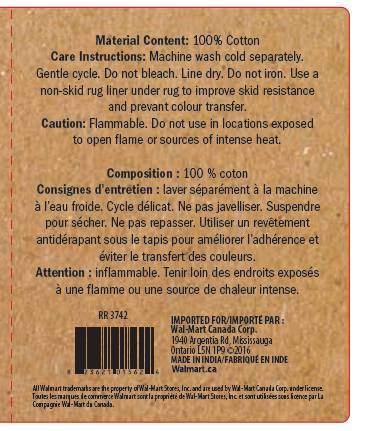 Material Content: 100% Cotton
Care Instructions: Machine wash cold separately.
Gentle cycle. Do not bleach. Line dry. Do not iron. Use a
non-skid rug liner under rug to improve skid resistance
and prevant colour transfer.
Caution: Flammable. Do not use in locations exposed
to open flame or sources of intense heat.
Composition : 100 % coton
Consignes d'entretien : laver séparément à la machine
à l'eau froide. Cycle délicat. Ne pas javelliser. Suspendre
pour sécher. Ne pas repasser. Utiliser un revêtement
antidérapant sous le tapis pour améliorer l'adhérence et
éviter le transfert des couleurs.
Attention : inflammable. Tenir loin des endroits exposés
à une flamme ou une source de chaleur intense.
RR 3742
IMPORTED FOR/IMPORTÉ PAR :
Wal-Mart Canada Corp.
1940 Argentia Rd, Mississauga
Ontario L5N 1P9 ©2016
MADE IN INDIA/FABRIQUÉ EN INDE
Walmart.ca
All Walmart trademarks are the property of Wal-Mart Stores, Inc. and are used by Wal-Mart Canada Corp. under license.
Toutes les marques de commerce Walmart sont la propriété de Wal-Mart Stores, Inc. et sont utilisées sous licence par La
Compagnie Wal-Mart du Canada.